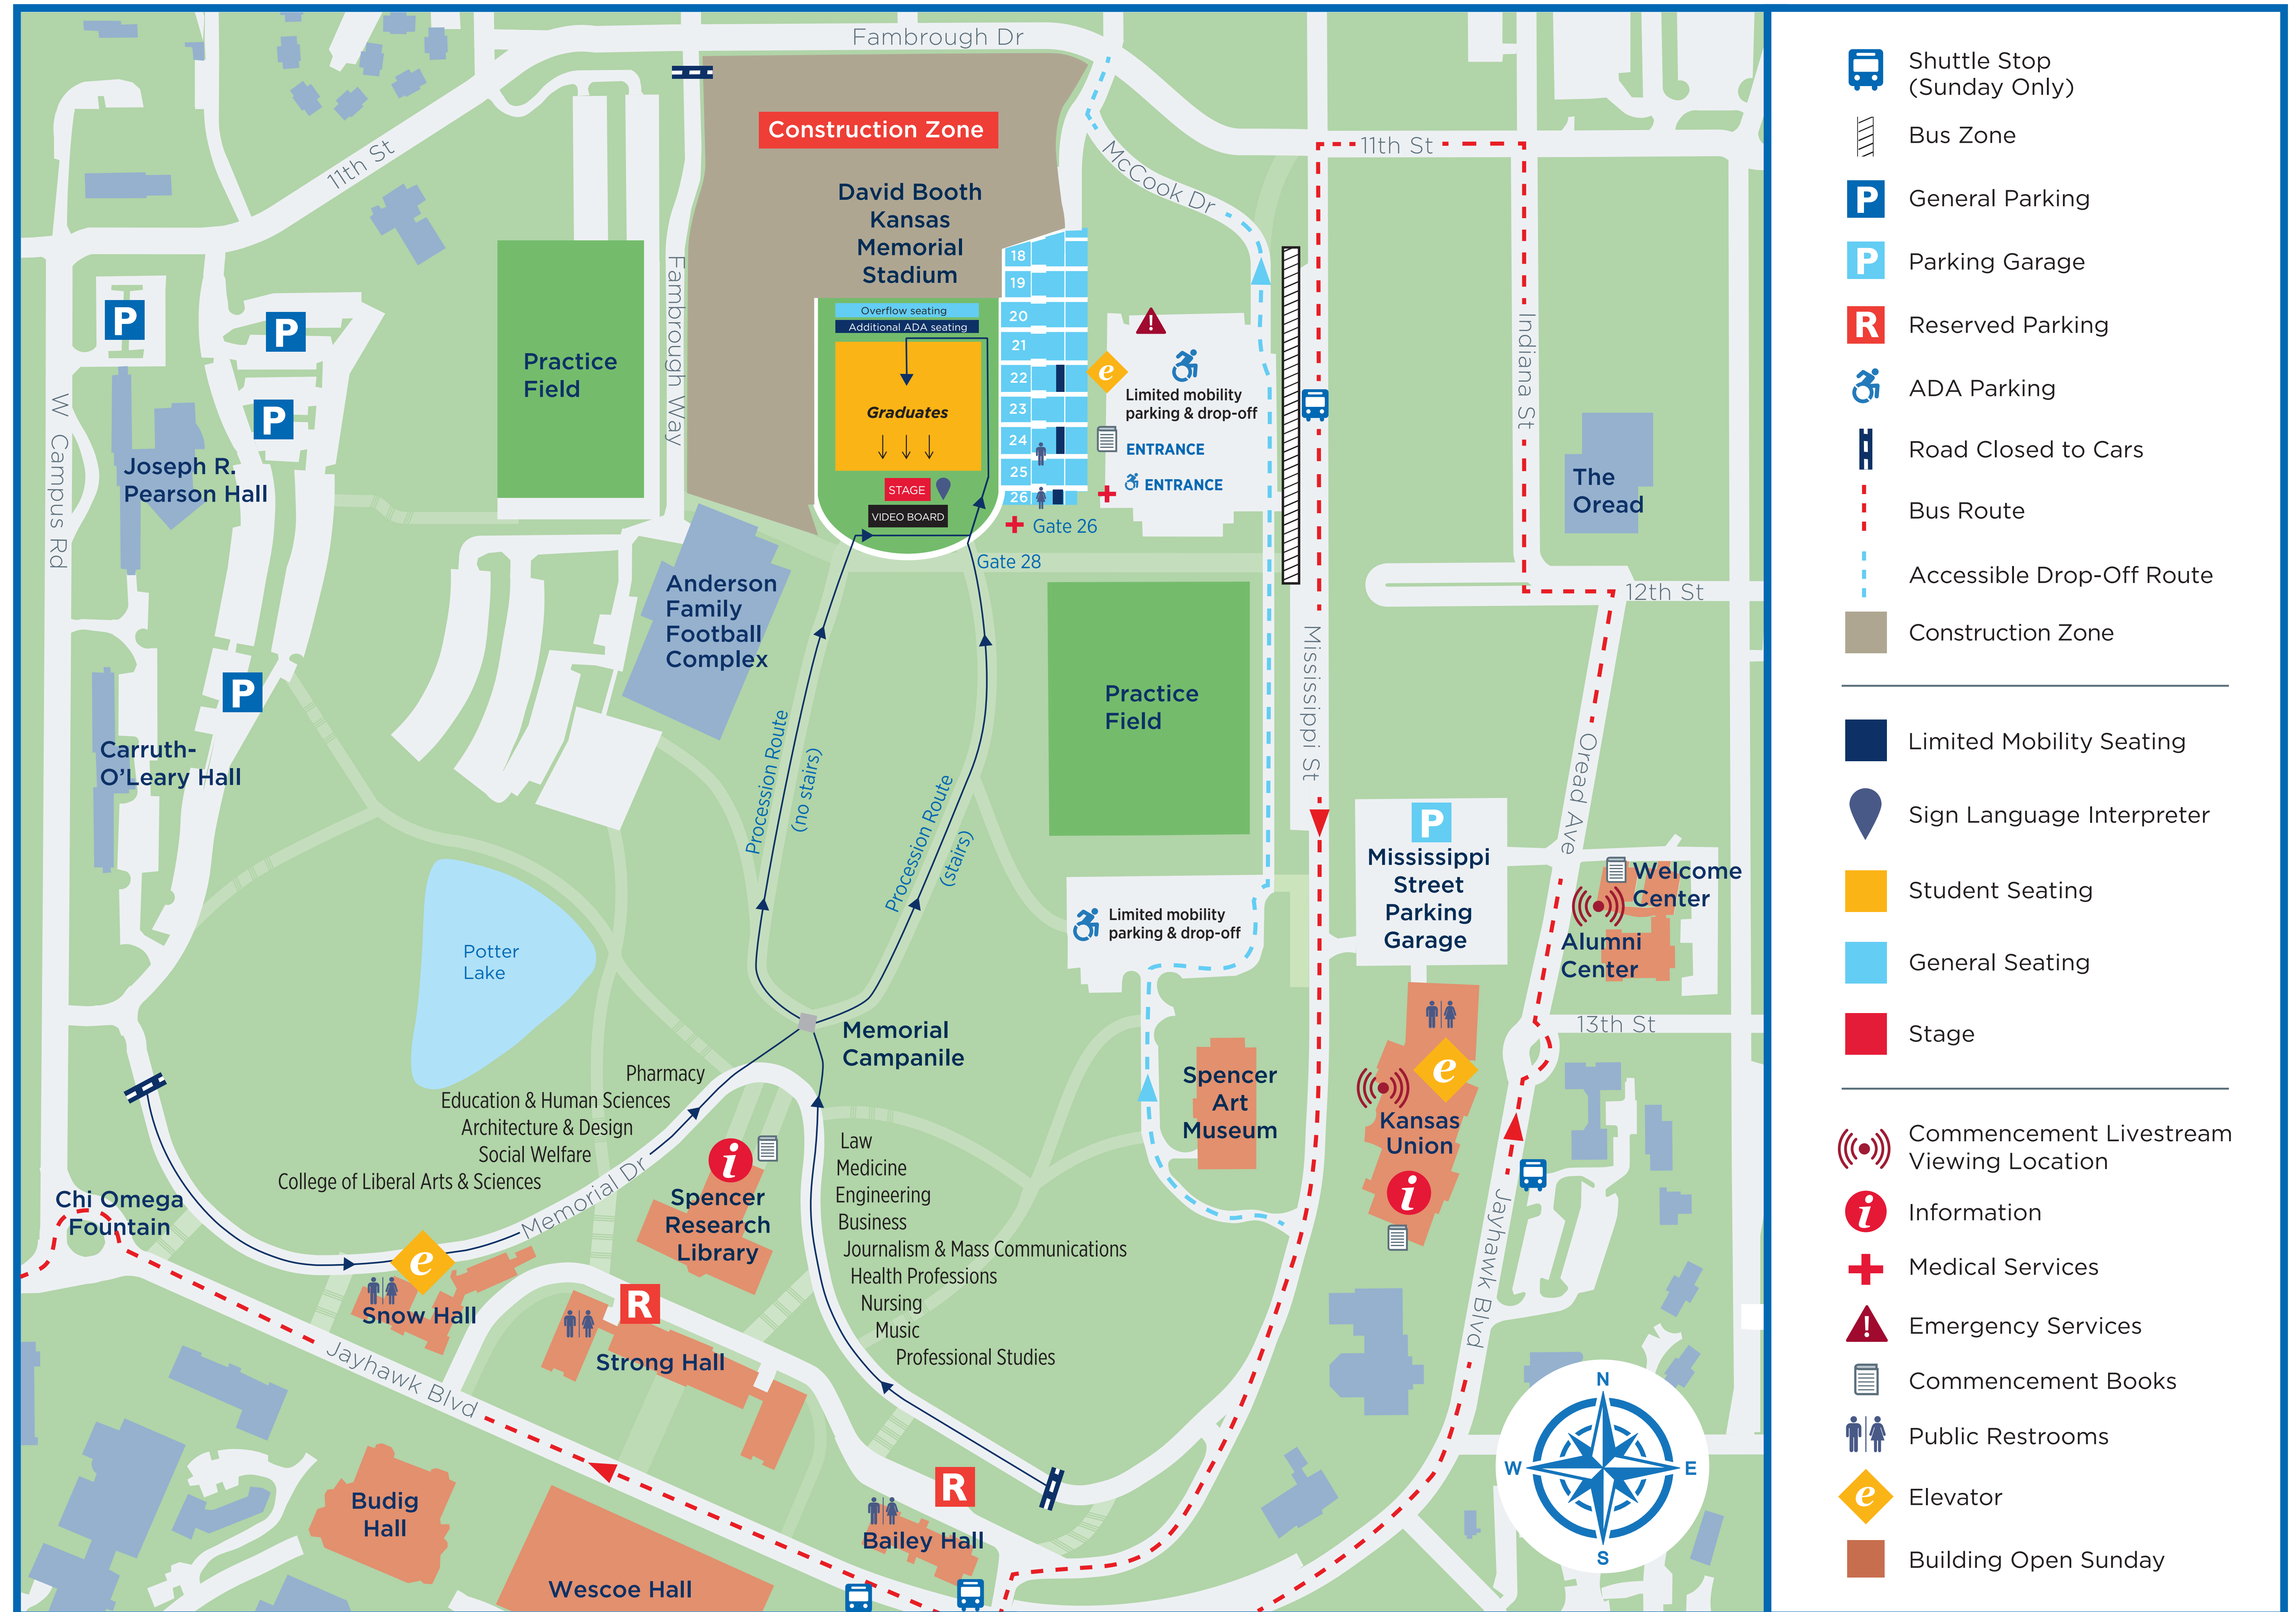 Fambrough Dr
11th St
Construction Zone
David Booth
Kansas
Memorial
Stadium
McCook Dr
11th St
Fambrough Way
Practice
Field
Overflow seating
Additional ADA seating
Graduates
STAGE
VIDEO BOARD
18
19
20
21
22
23
24
25
26
Gate 26
Gate 28
!
e
Limited mobility
parking & drop-off
ENTRANCE
ENTRANCE
Indiana St
The
Oread
12th St
P
P
P
P
W Campus Rd
Joseph R.
Pearson Hall
Carruth-
O'Leary Hall
Anderson
Family
Football
Complex
Practice
Field
Mississippi St
Procession Route
(no stairs)
Procession Route
(stairs)
Oread Ave
P
Mississippi
Street
Parking
Garage
Welcome
Center
Alumni
Center
13th St
Limited mobility
parking & drop-off
Potter
Lake
Memorial
Campanile
Pharmacy
Education & Human Sciences
Architecture & Design
Social Welfare
College of Liberal Arts & Sciences
Memorial Dr
Chi Omega
Fountain
e
Snow Hall
i
Spencer
Research
Library
Law
Medicine
Engineering
Business
Journalism & Mass Communications
Health Professions
Nursing
Music
Professional Studies
Spencer
Art
Museum
e
Kansas
Union
i
Jayhawk Blvd
R
Strong Hall
Jayhawk Blvd
Budig
Hall
Wescoe Hall
R
Bailey Hall
N
W
E
S
Shuttle Stop
(Sunday Only)
Bus Zone
P
General Parking
P
Parking Garage
R
Reserved Parking
ADA Parking
Road Closed to Cars
Bus Route
Accessible Drop-Off Route
Construction Zone
Limited Mobility Seating
Sign Language Interpreter
Student Seating
General Seating
Stage
Commencement Livestream
Viewing Location
i
Information
Medical Services
!
Emergency Services
Commencement Books
Public Restrooms
e
Elevator
Building Open Sunday